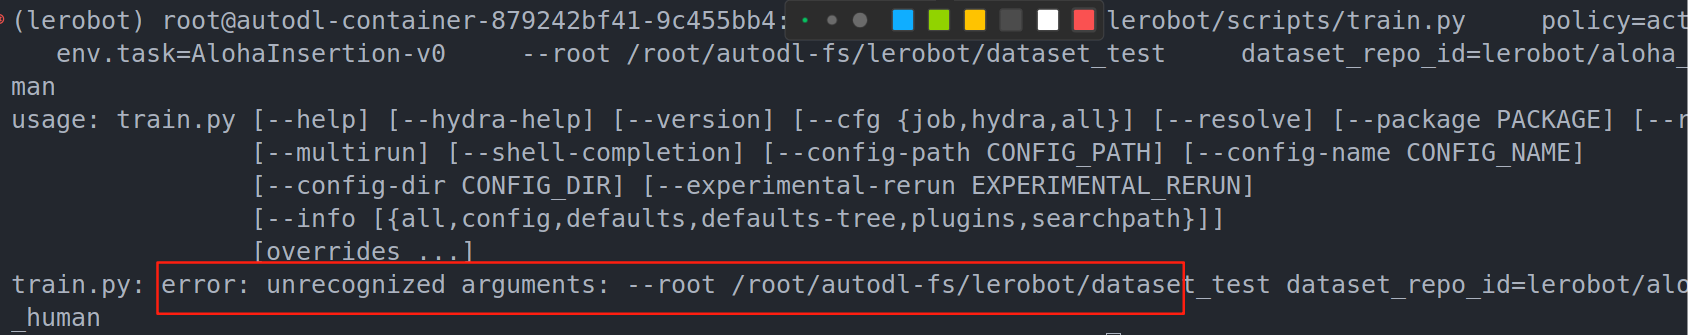 (lerobot) root@autodl-container-879242bf41-9c455bb4: lerobot/scripts/train.py policy=act
env.task=AlohaInsertion-v0 --root /root/autodl-fs/lerobot/dataset_test dataset_repo_id=lerobot/aloha_
man
usage: train.py [--help] [--hydra-help] [--version] [--cfg {job,hydra,all}] [--resolve] [--package PACKAGE] [--r
[--multirun] [--shell-completion] [--config-path CONFIG_PATH] [--config-name CONFIG_NAME]
[--config-dir CONFIG_DIR] [--experimental-rerun EXPERIMENTAL_RERUN]
[--info [{all,config,defaults,defaults-tree,plugins,searchpath}]]
[overrides ...]
train.py: error: unrecognized arguments: --root /root/autodl-fs/lerobot/dataset_test dataset_repo_id=lerobot/alo
_human